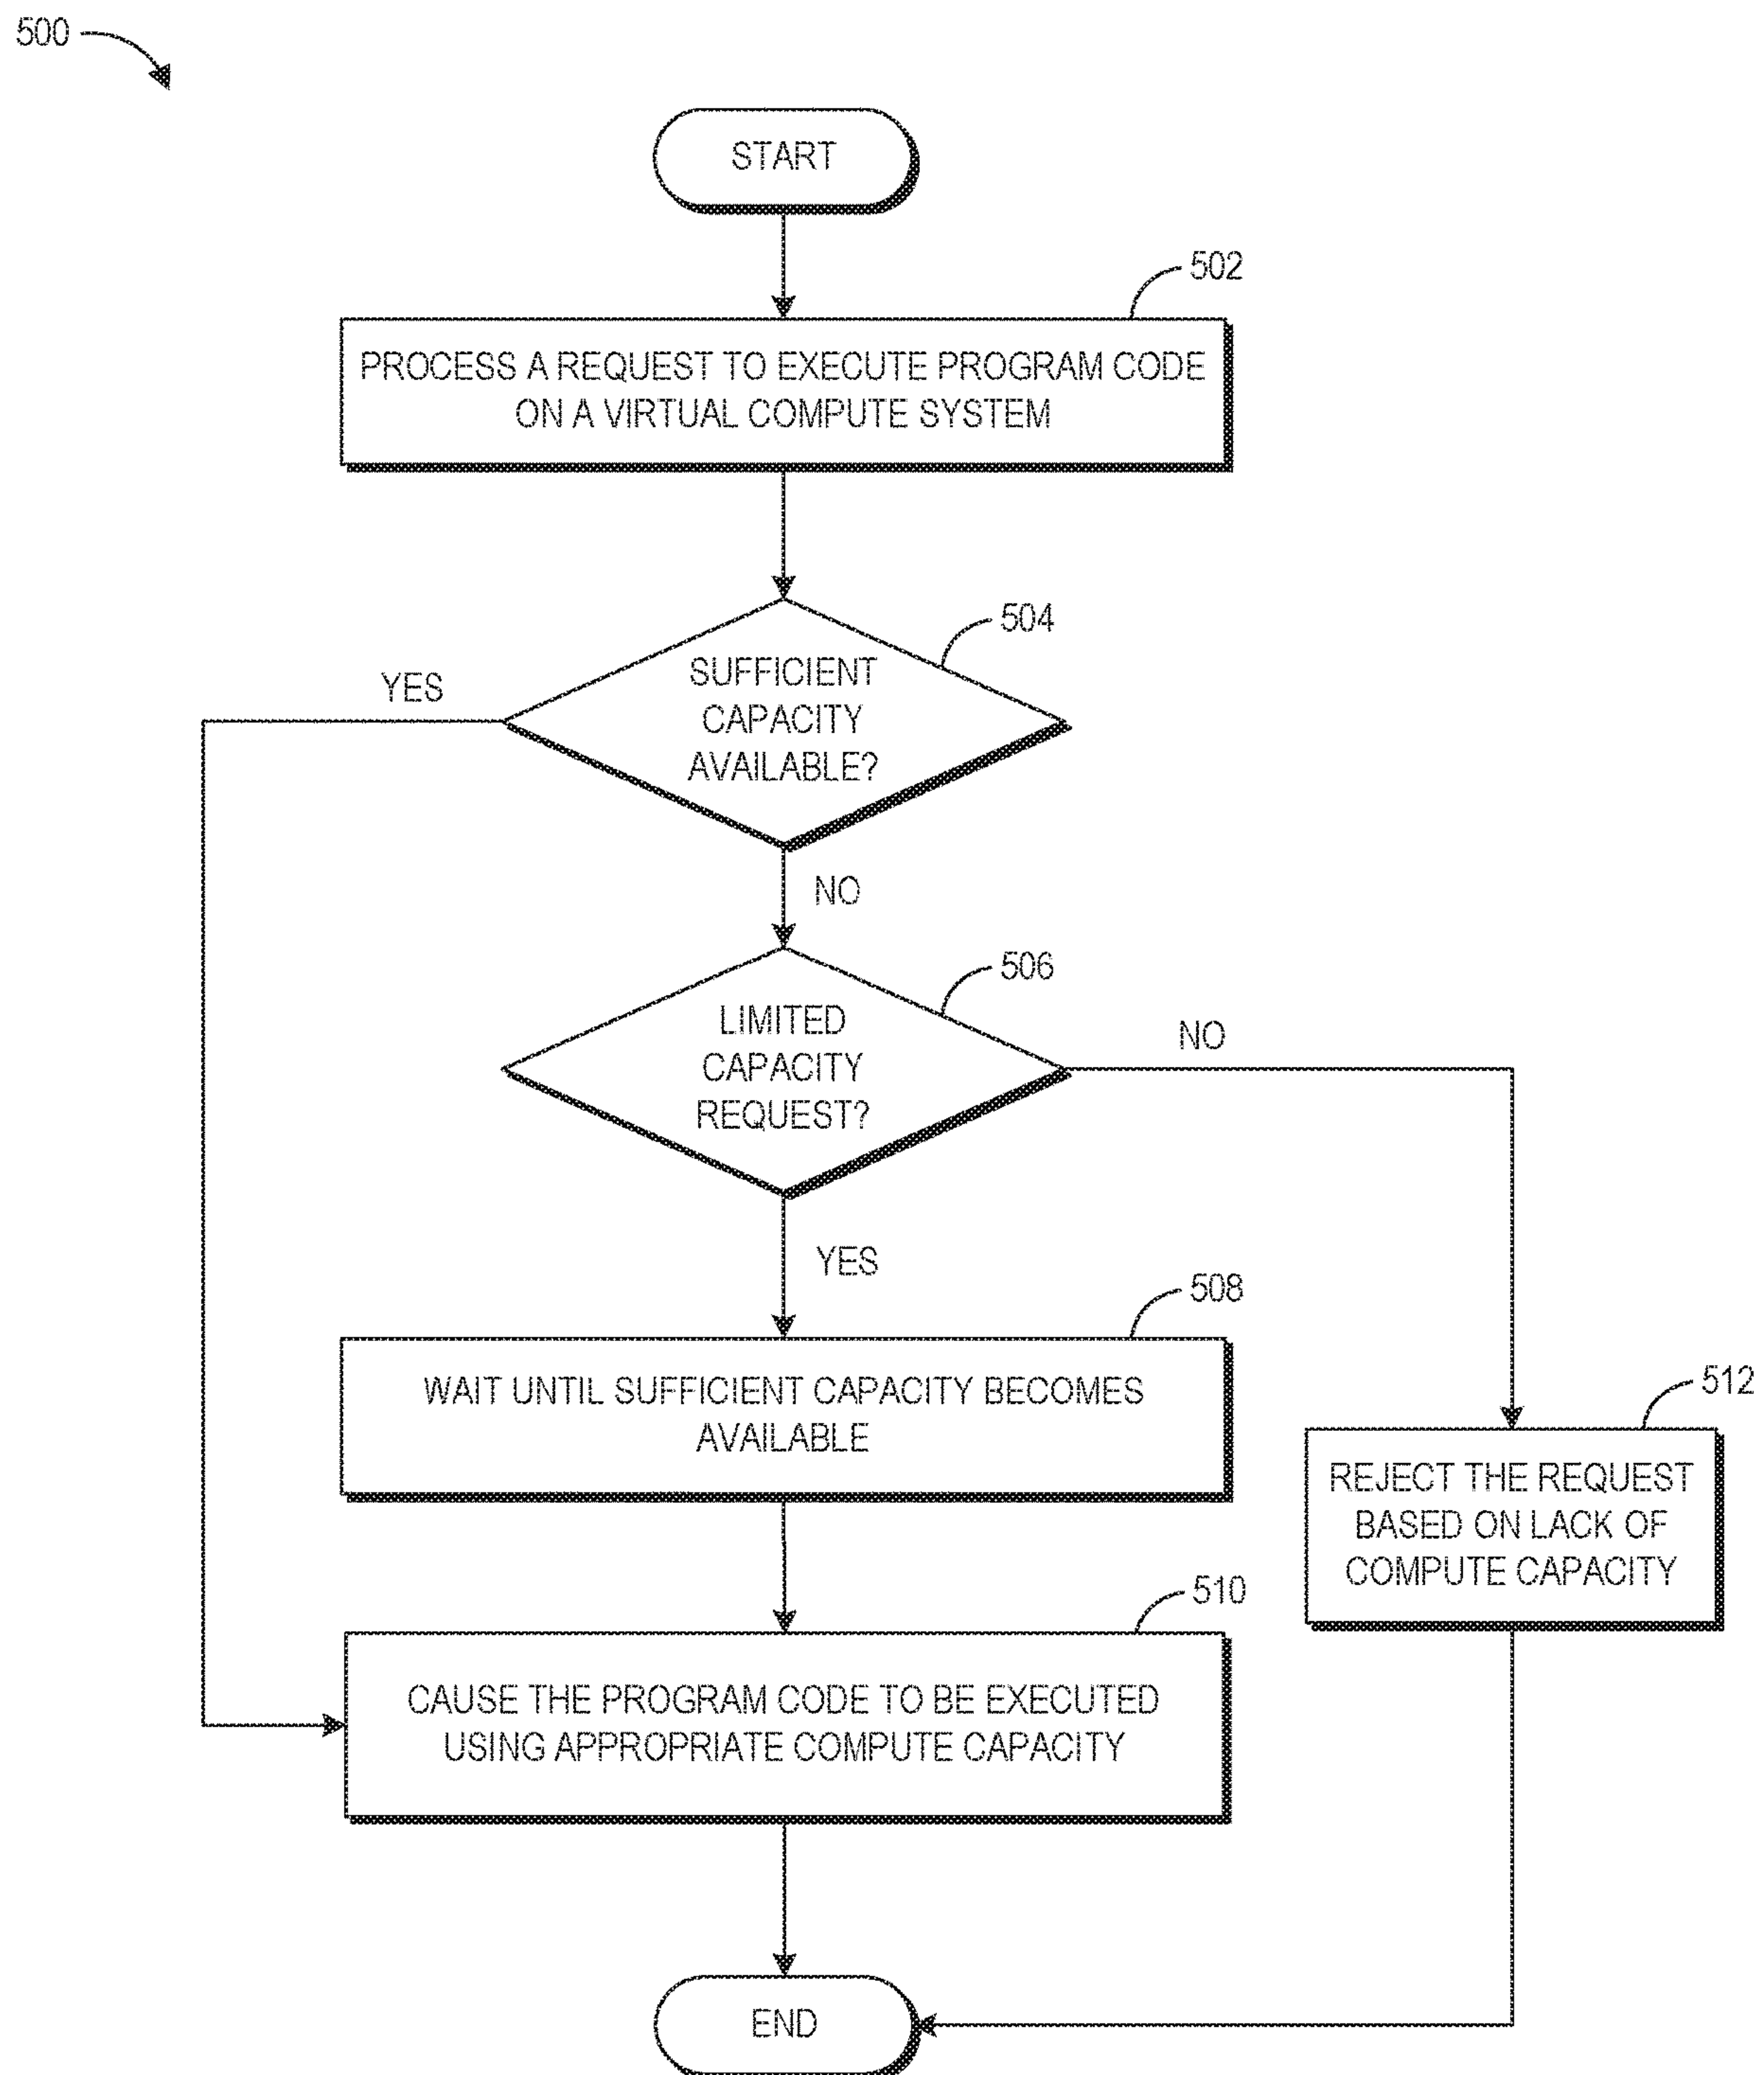 500
START
502
PROCESS A REQUEST TO EXECUTE PROGRAM CODE
ON A VIRTUAL COMPUTE SYSTEM
504
SUFFICIENT
CAPACITY
AVAILABLE?
YES
NO
506
LIMITED
CAPACITY
REQUEST?
NO
YES
508
WAIT UNTIL SUFFICIENT CAPACITY BECOMES
AVAILABLE
512
REJECT THE REQUEST
BASED ON LACK OF
COMPUTE CAPACITY
510
CAUSE THE PROGRAM CODE TO BE EXECUTED
USING APPROPRIATE COMPUTE CAPACITY
END